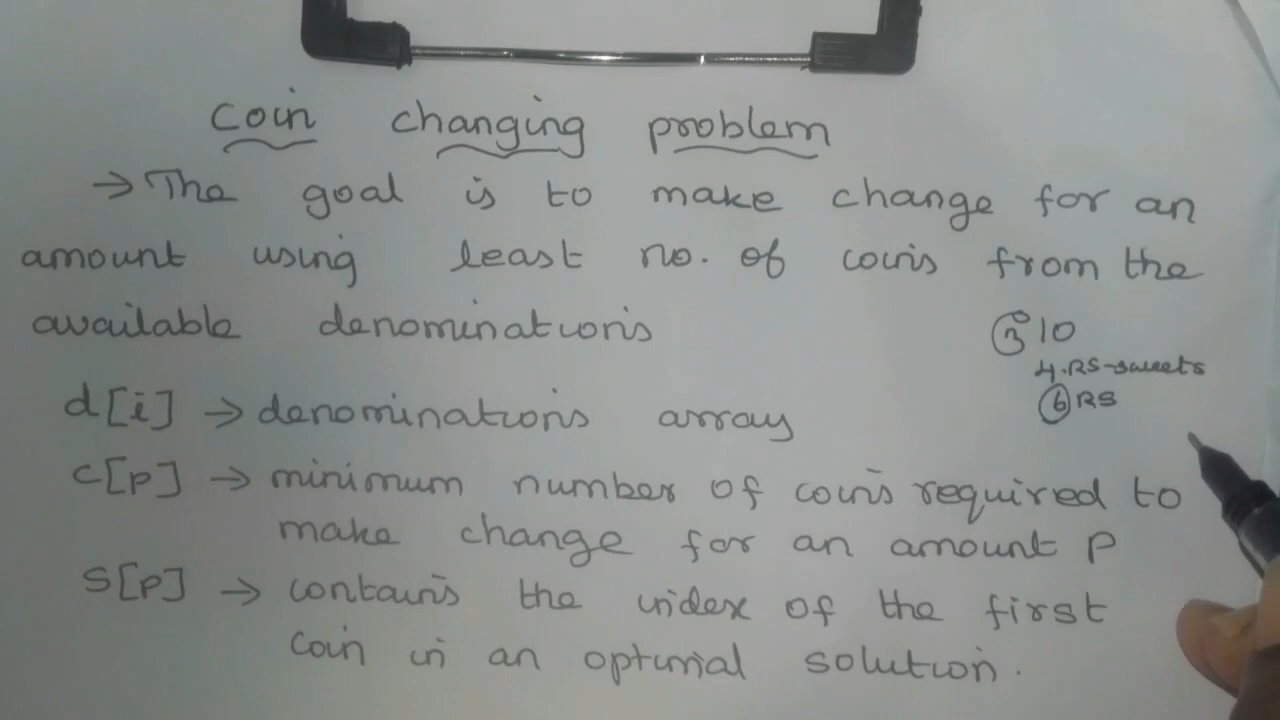 coin changing problem
→ The goal is to make change for an
amount using least no. of coins from the
available denominations
3 10
4.RS-sweets
6 RS
d[i] → denominations array
c[p] → minimum number of coins required to
make change for an amount p
S[p] → contains the index of the first
coin in an optimal solution.